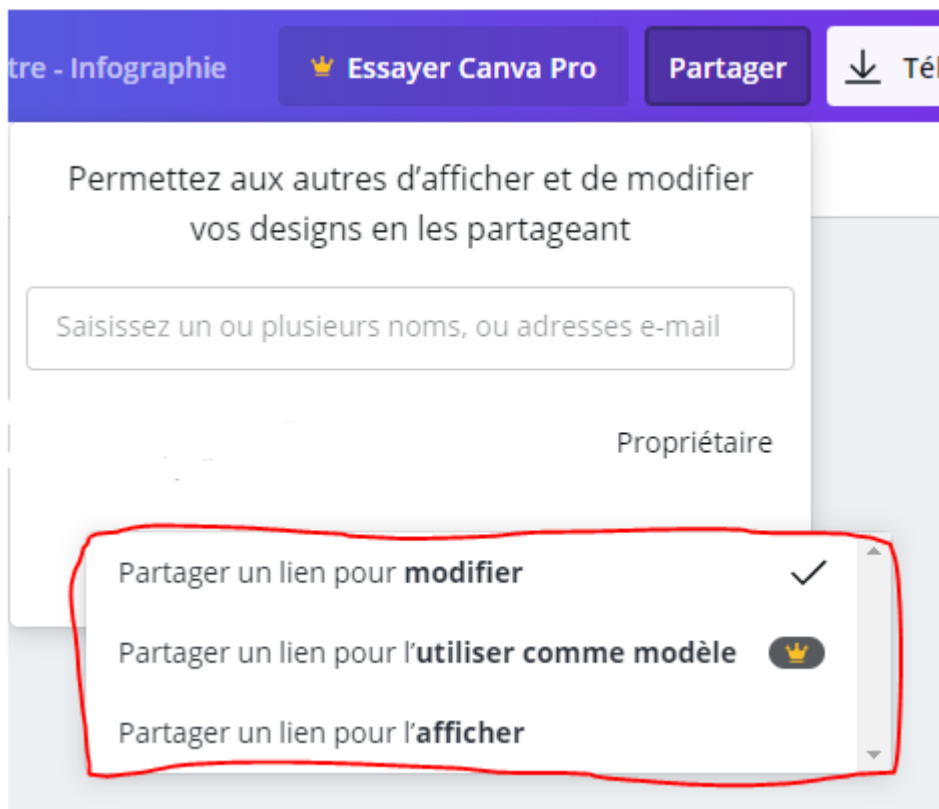 tre - Infographie
Essayer Canva Pro
Partager
Tél
Permettez aux autres d’afficher et de modifier
vos designs en les partageant
Saisissez un ou plusieurs noms, ou adresses e-mail
Propriétaire
Partager un lien pour modifier
Partager un lien pour l’utiliser comme modèle
Partager un lien pour l’afficher